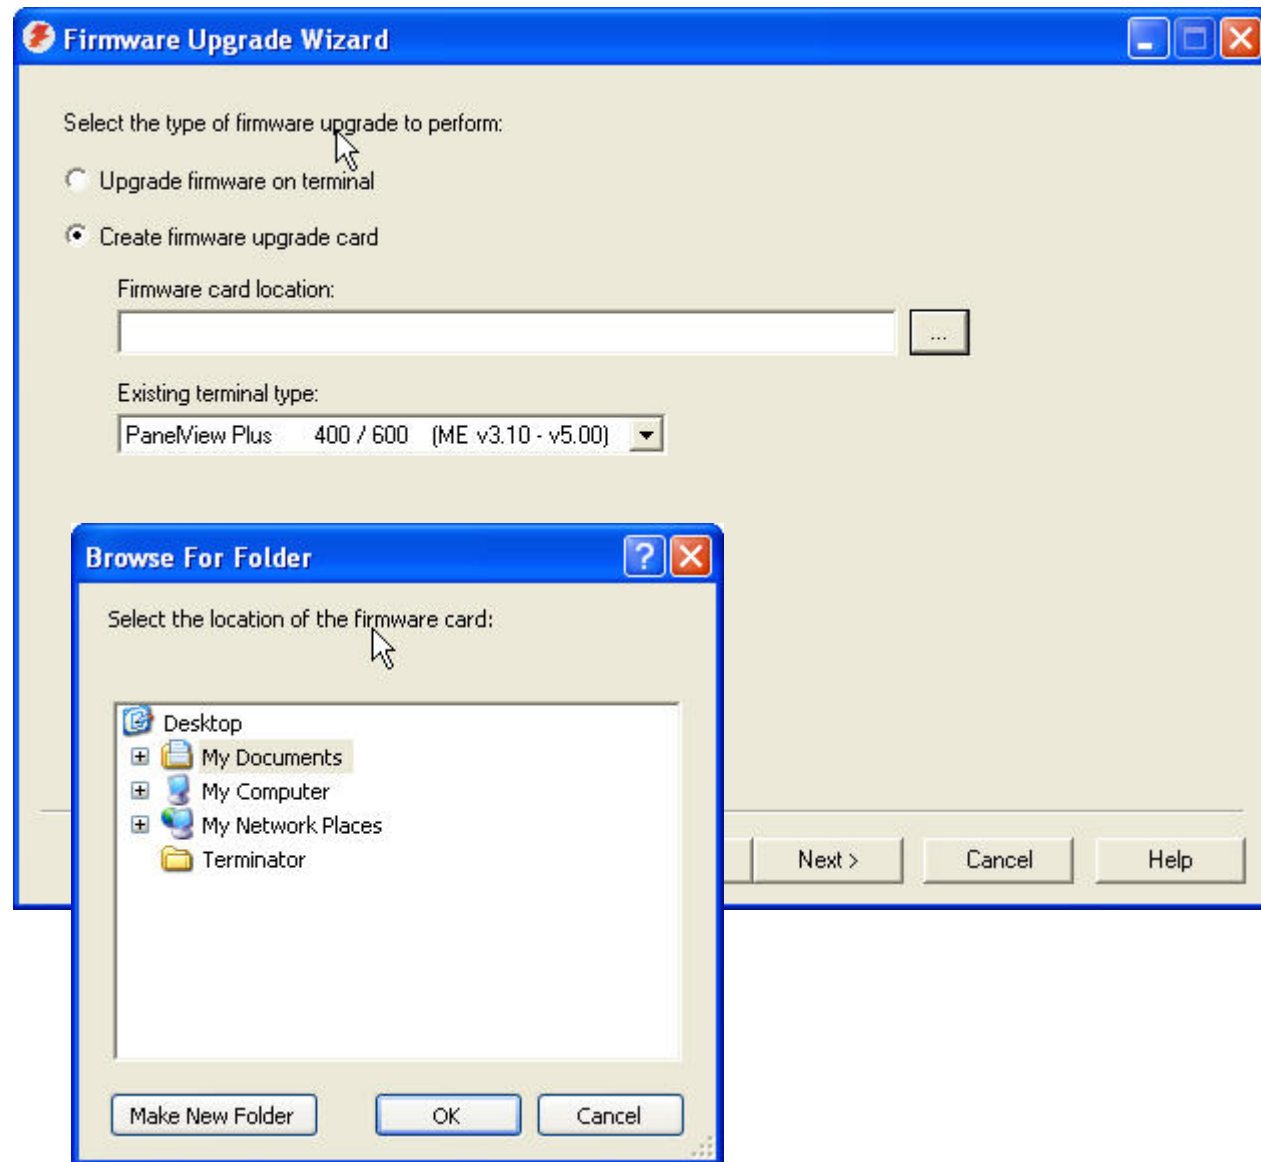 Firmware Upgrade Wizard
Select the type of firmware upgrade to perform:
Upgrade firmware on terminal
Create firmware upgrade card
Firmware card location:
...
Existing terminal type:
PanelView Plus 400 / 600 (ME v3.10 - v5.00)
Browse For Folder
?
Select the location of the firmware card:
Desktop
My Documents
My Computer
My Network Places
Terminator
Next > Cancel Help
Make New Folder OK Cancel